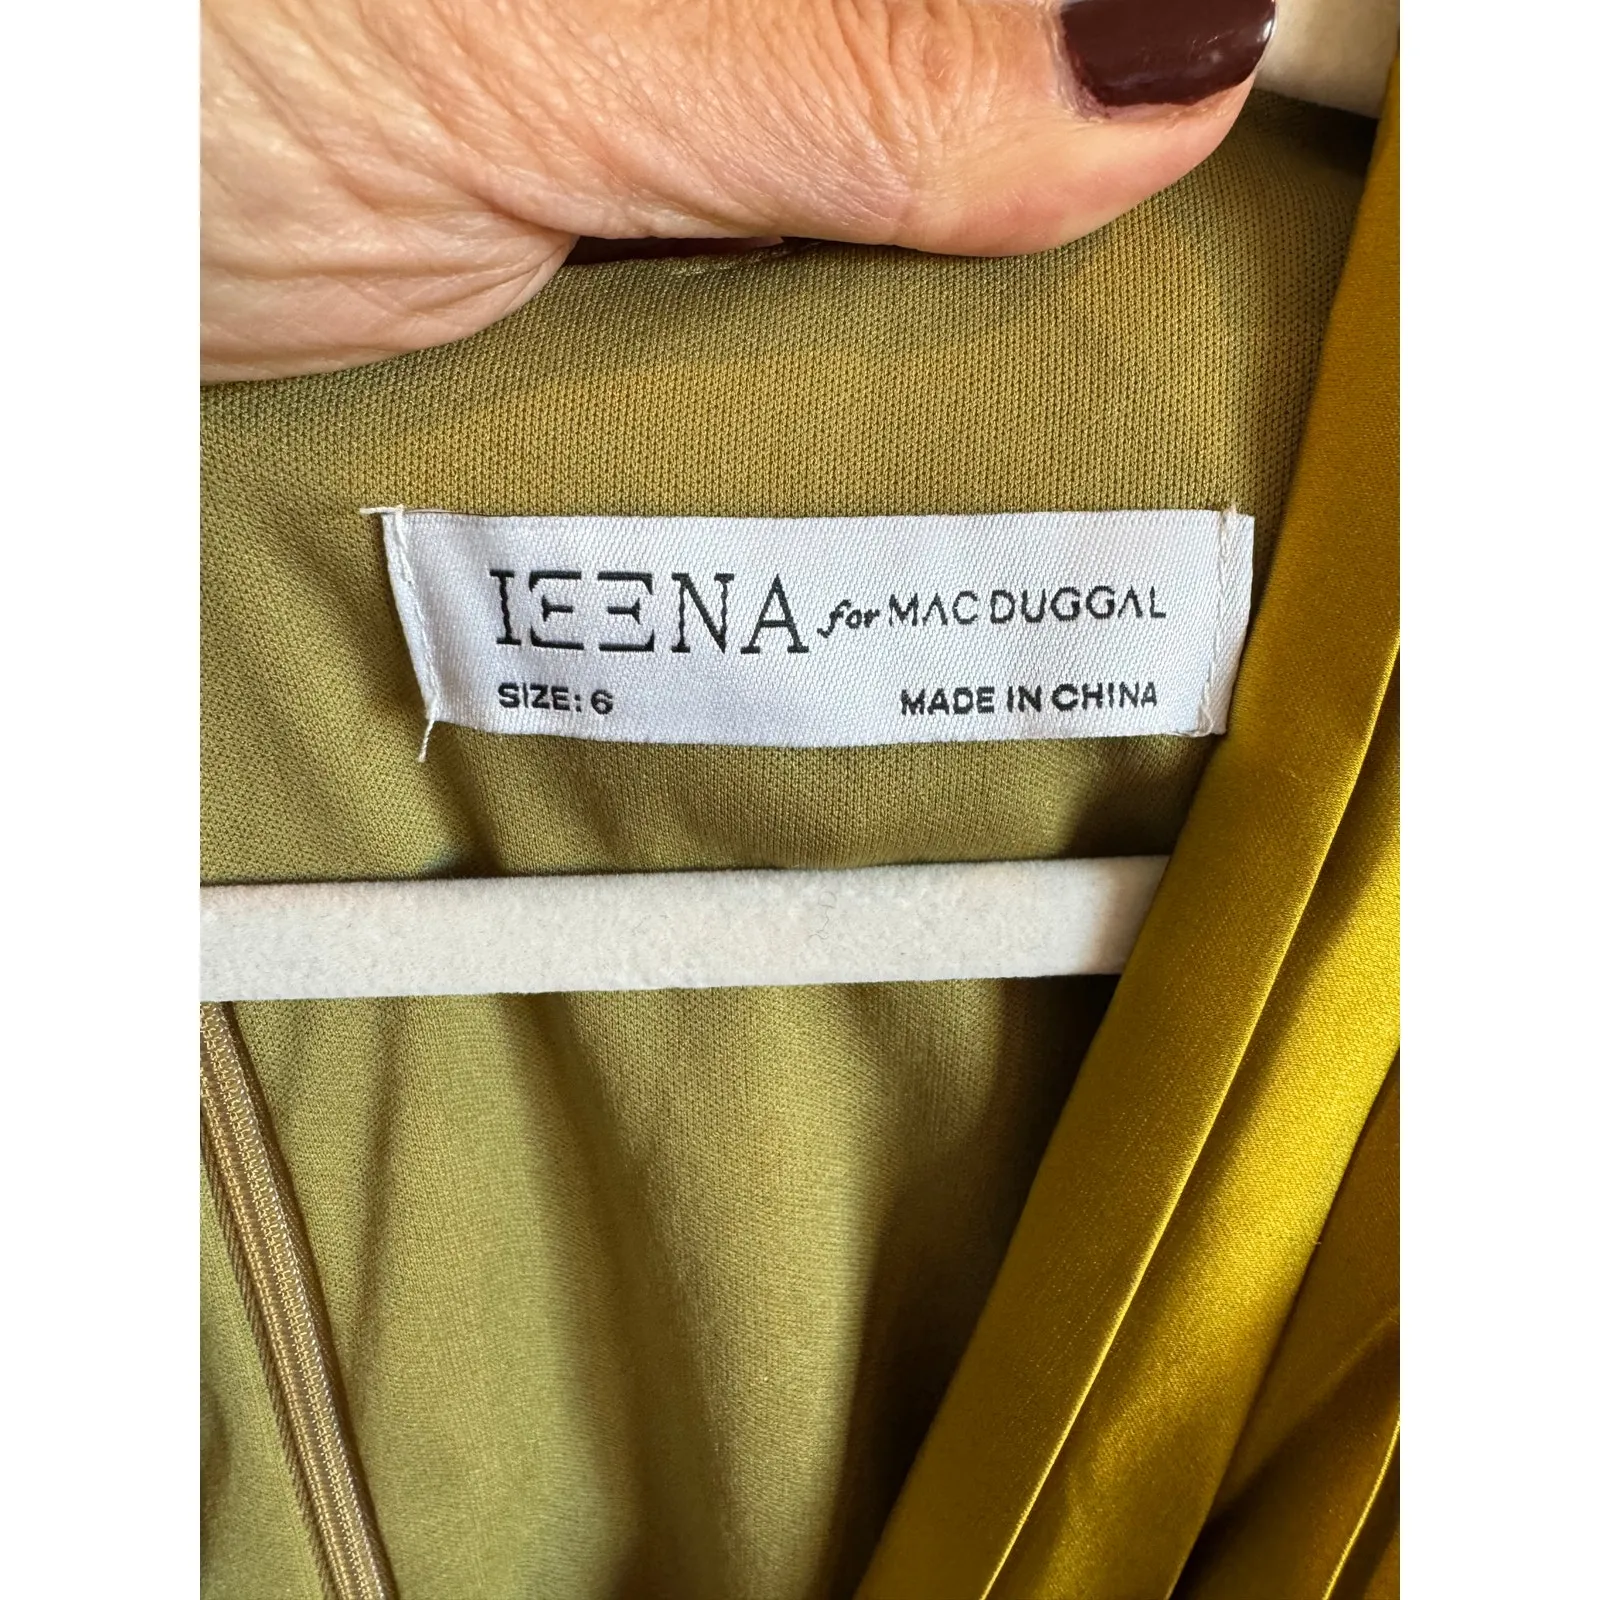 IEENA for MAC DUGGAL
SIZE: 6 MADE IN CHINA